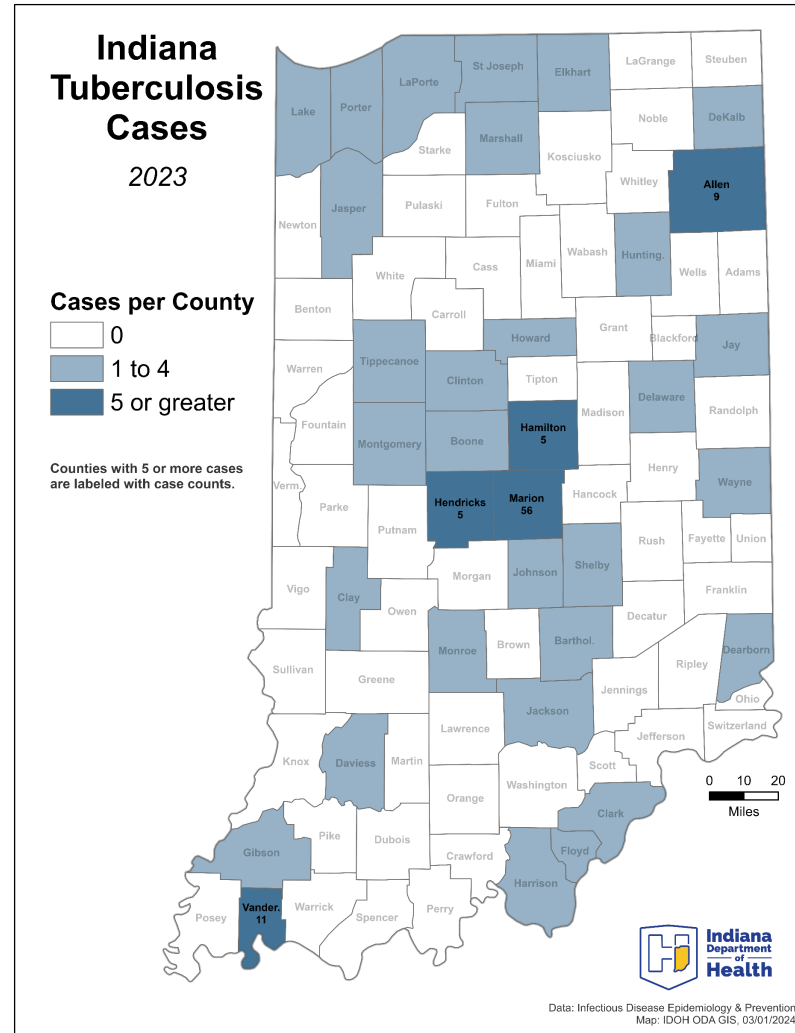 Indiana
Tuberculosis
Cases
2023
Cases per County
0
1 to 4
5 or greater
Counties with 5 or more cases
are labeled with case counts.
Lake
Porter
LaPorte
St Joseph
Elkhart
LaGrange
Steuben
Noble
DeKalb
Starke
Marshall
Kosciusko
Whitley
Allen
9
Newton
Jasper
Pulaski
Fulton
White
Cass
Miami
Wabash
Hunting.
Wells
Adams
Benton
Carroll
Howard
Grant
Blackford
Jay
Warren
Tippecanoe
Clinton
Tipton
Madison
Delaware
Randolph
Fountain
Montgomery
Boone
Hamilton
5
Henry
Wayne
Verm.
Parke
Putnam
Hendricks
5
Marion
56
Hancock
Rush
Fayette
Union
Vigo
Clay
Owen
Morgan
Johnson
Shelby
Franklin
Decatur
Sullivan
Greene
Monroe
Brown
Barthol.
Jennings
Ripley
Dearborn
Ohio
Switzerland
Knox
Daviess
Martin
Lawrence
Jackson
Jefferson
Scott
Washington
Orange
Clark
Floyd
Harrison
Crawford
Gibson
Pike
Dubois
Posey
Vander.
11
Warrick
Spencer
Perry
0 10 20
Miles
Indiana
Department
of
Health
Data: Infectious Disease Epidemiology & Prevention
Map: IDOH ODA GIS, 03/01/2024